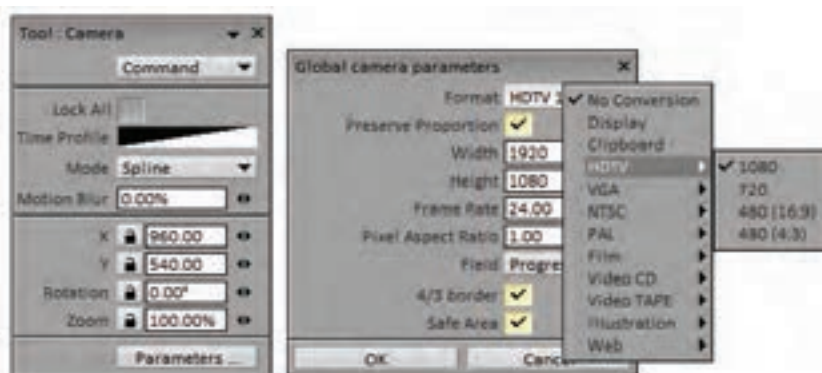 Tool : Camera
Command
Lock All
Time Profile
Mode Spline
Motion Blur 0.00%
X 960.00
Y 540.00
Rotation 0.00°
Zoom 100.00%
Parameters ...
Global camera parameters
Format HDTV
Preserve Proportion
Width 1920
Height 1080
Frame Rate 24.00
Pixel Aspect Ratio 1.00
Field Progre
4/3 border
Safe Area
OK Cancel
No Conversion
Display
Clipboard
HDTV
VGA
NTSC
PAL
Film
Video CD
Video TAPE
Illustration
Web
1080
720
480 (16:9)
480 (4:3)